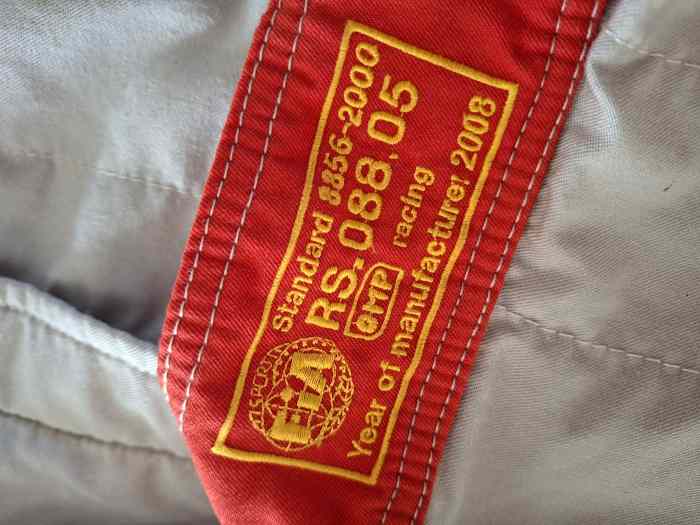 Standard 8856-2000
RS.088.05
OMP racing
Year of manufacture: 2008
FiA